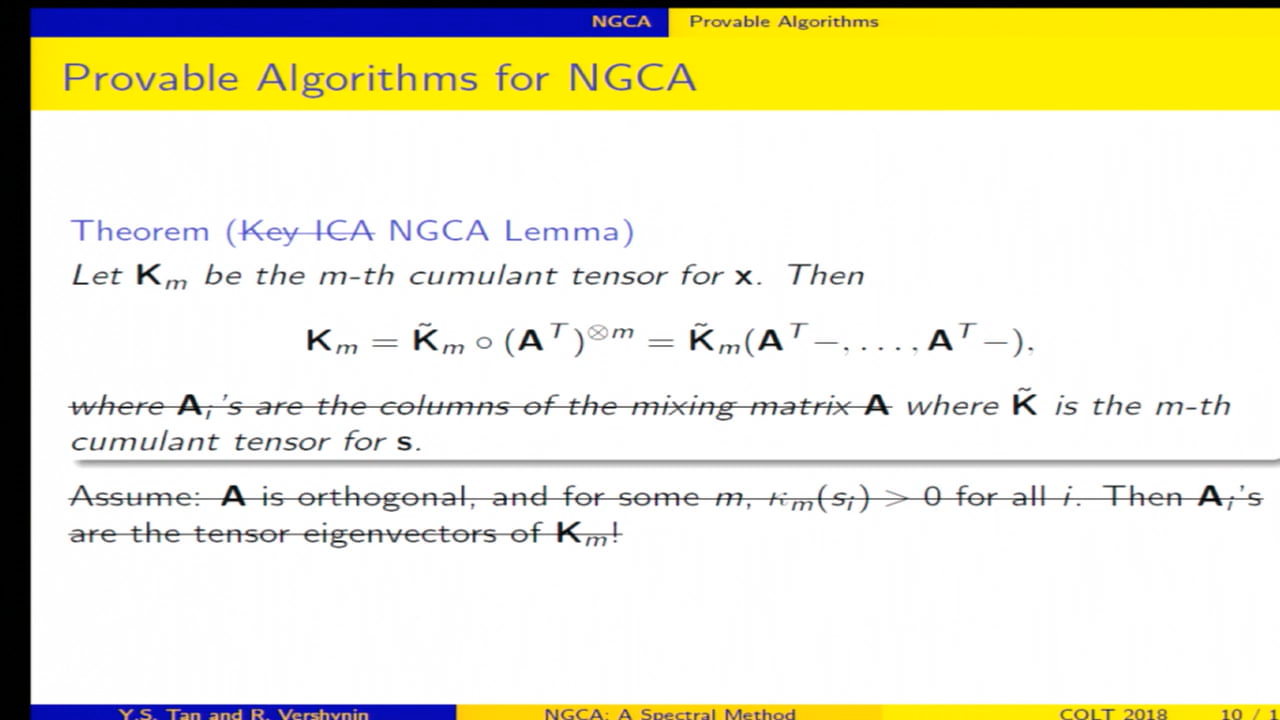 NGCA Provable Algorithms
Provable Algorithms for NGCA
Theorem (Key ICA NGCA Lemma)
Let K_m be the m-th cumulant tensor for x. Then
K_m = K̃_m ∘ (A^T)^{⊗m} = K̃_m(A^T −, . . . , A^T −),
where A_i's are the columns of the mixing matrix A where K̃ is the m-th
cumulant tensor for s.
Assume: A is orthogonal, and for some m, κ_m(s_i) > 0 for all i. Then A_i's
are the tensor eigenvectors of K_m!
Y.S. Tan and R. Vershynin NGCA: A Spectral Method COLT 2018 10 / 1